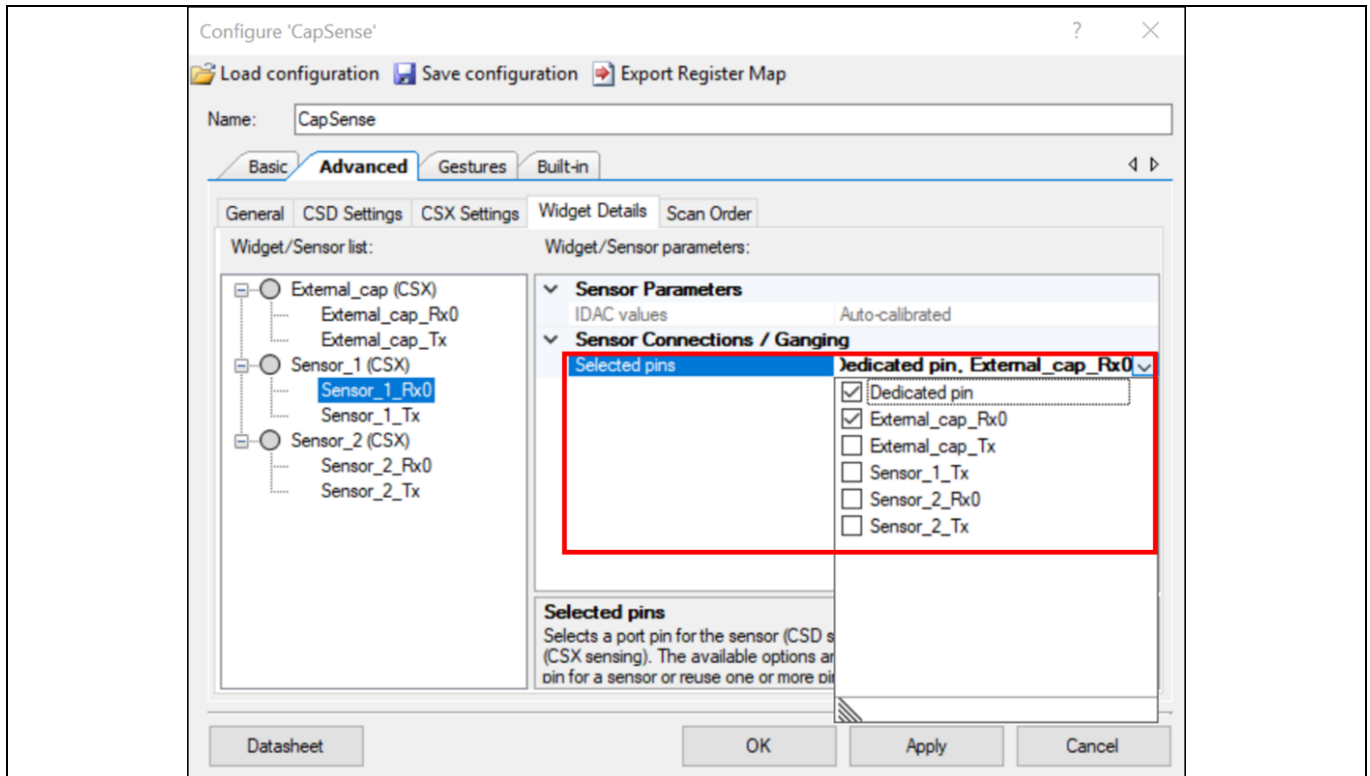 Configure 'CapSense'
?
Load configuration Save configuration Export Register Map
Name: CapSense
Basic Advanced Gestures Built-in
General CSD Settings CSX Settings Widget Details Scan Order
Widget/Sensor list:
External_cap (CSX)
External_cap_Rx0
External_cap_Tx
Sensor_1 (CSX)
Sensor_1_Rx0
Sensor_1_Tx
Sensor_2 (CSX)
Sensor_2_Rx0
Sensor_2_Tx
Widget/Sensor parameters:
Sensor Parameters
IDAC values Auto-calibrated
Sensor Connections / Ganging
Selected pins Dedicated pin, External_cap_Rx0
Dedicated pin
External_cap_Rx0
External_cap_Tx
Sensor_1_Tx
Sensor_2_Rx0
Sensor_2_Tx
Selected pins
Selects a port pin for the sensor (CSD s
(CSX sensing). The available options ar
pin for a sensor or reuse one or more pi
Datasheet OK Apply Cancel